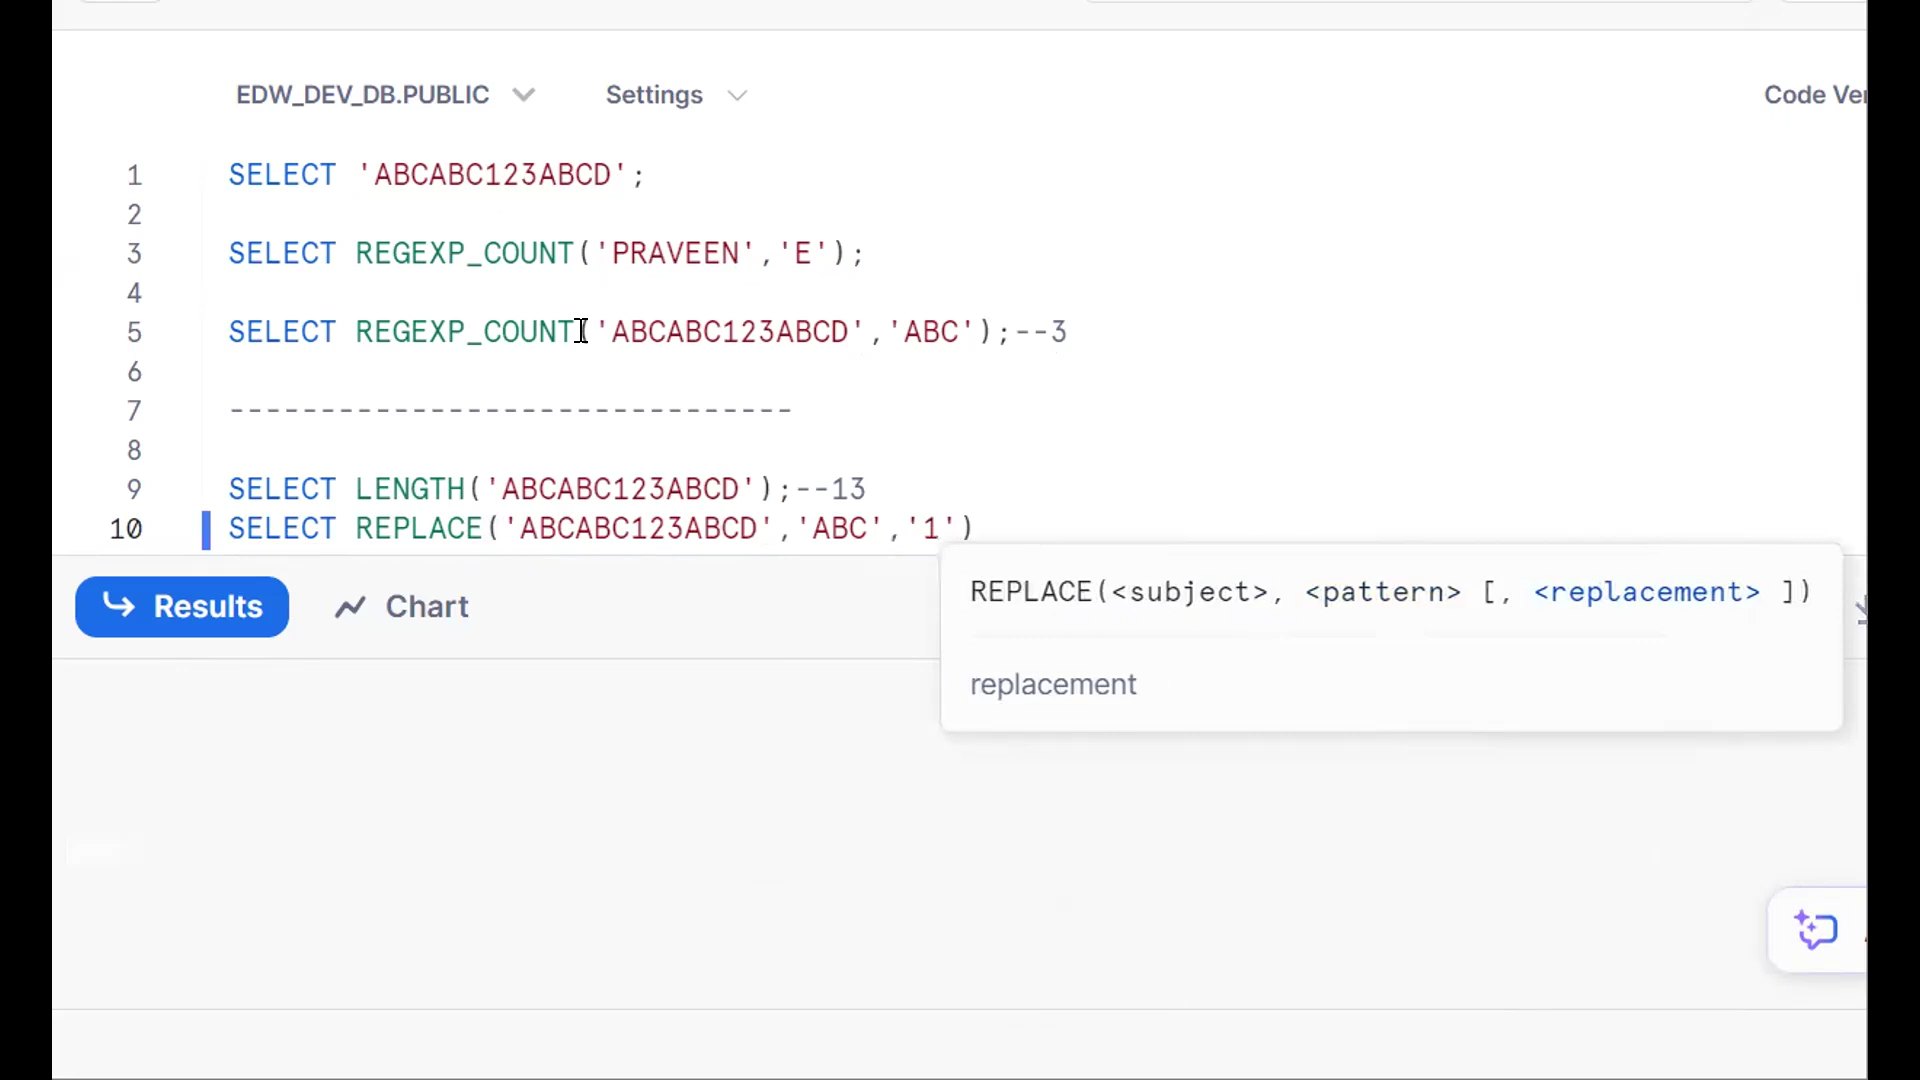 EDW_DEV_DB.PUBLIC Settings Code Ver
1 SELECT 'ABCABC123ABCD';
2
3 SELECT REGEXP_COUNT('PRAVEEN','E');
4
5 SELECT REGEXP_COUNT('ABCABC123ABCD','ABC');--3
6
7 -------------------------------
8
9 SELECT LENGTH('ABCABC123ABCD');--13
10 SELECT REPLACE('ABCABC123ABCD','ABC','1')
Results Chart
REPLACE(<subject>, <pattern> [, <replacement> ])
replacement